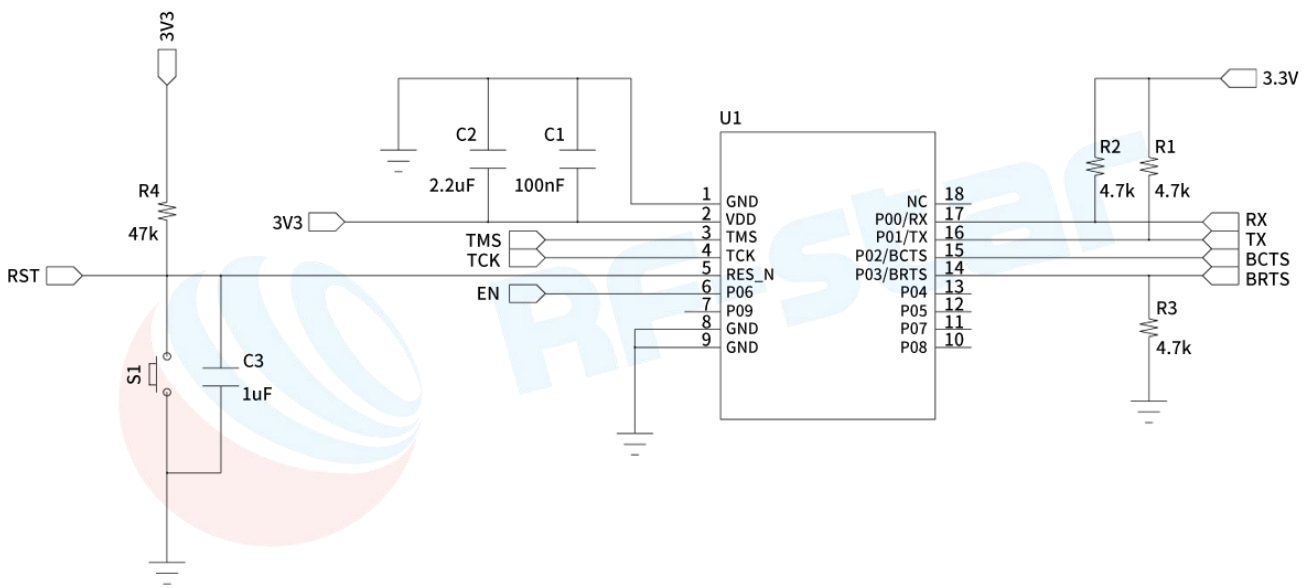 3V3
3.3V
U1
C2
C1
R2
R1
2.2uF
100nF
4.7k
4.7k
R4
47k
3V3
TMS
TCK
RST
EN
1 GND
2 VDD
3 TMS
4 TCK
5 RES_N
6 P06
7 P09
8 GND
9 GND
NC 18
P00/RX 17
P01/TX 16
P02/BCTS 15
P03/BRTS 14
P04 13
P05 12
P07 11
P08 10
RX
TX
BCTS
BRTS
R3
4.7k
S1
C3
1uF
RF-star